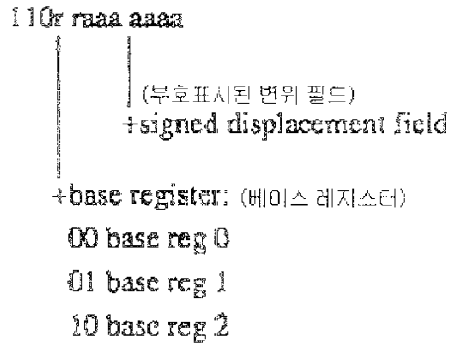 110r raaa aaaa
(부호표시된 변위 필드)
+signed displacement field
+base register: (베이스 레지스터)
00 base reg 0
01 base reg 1
10 base reg 2